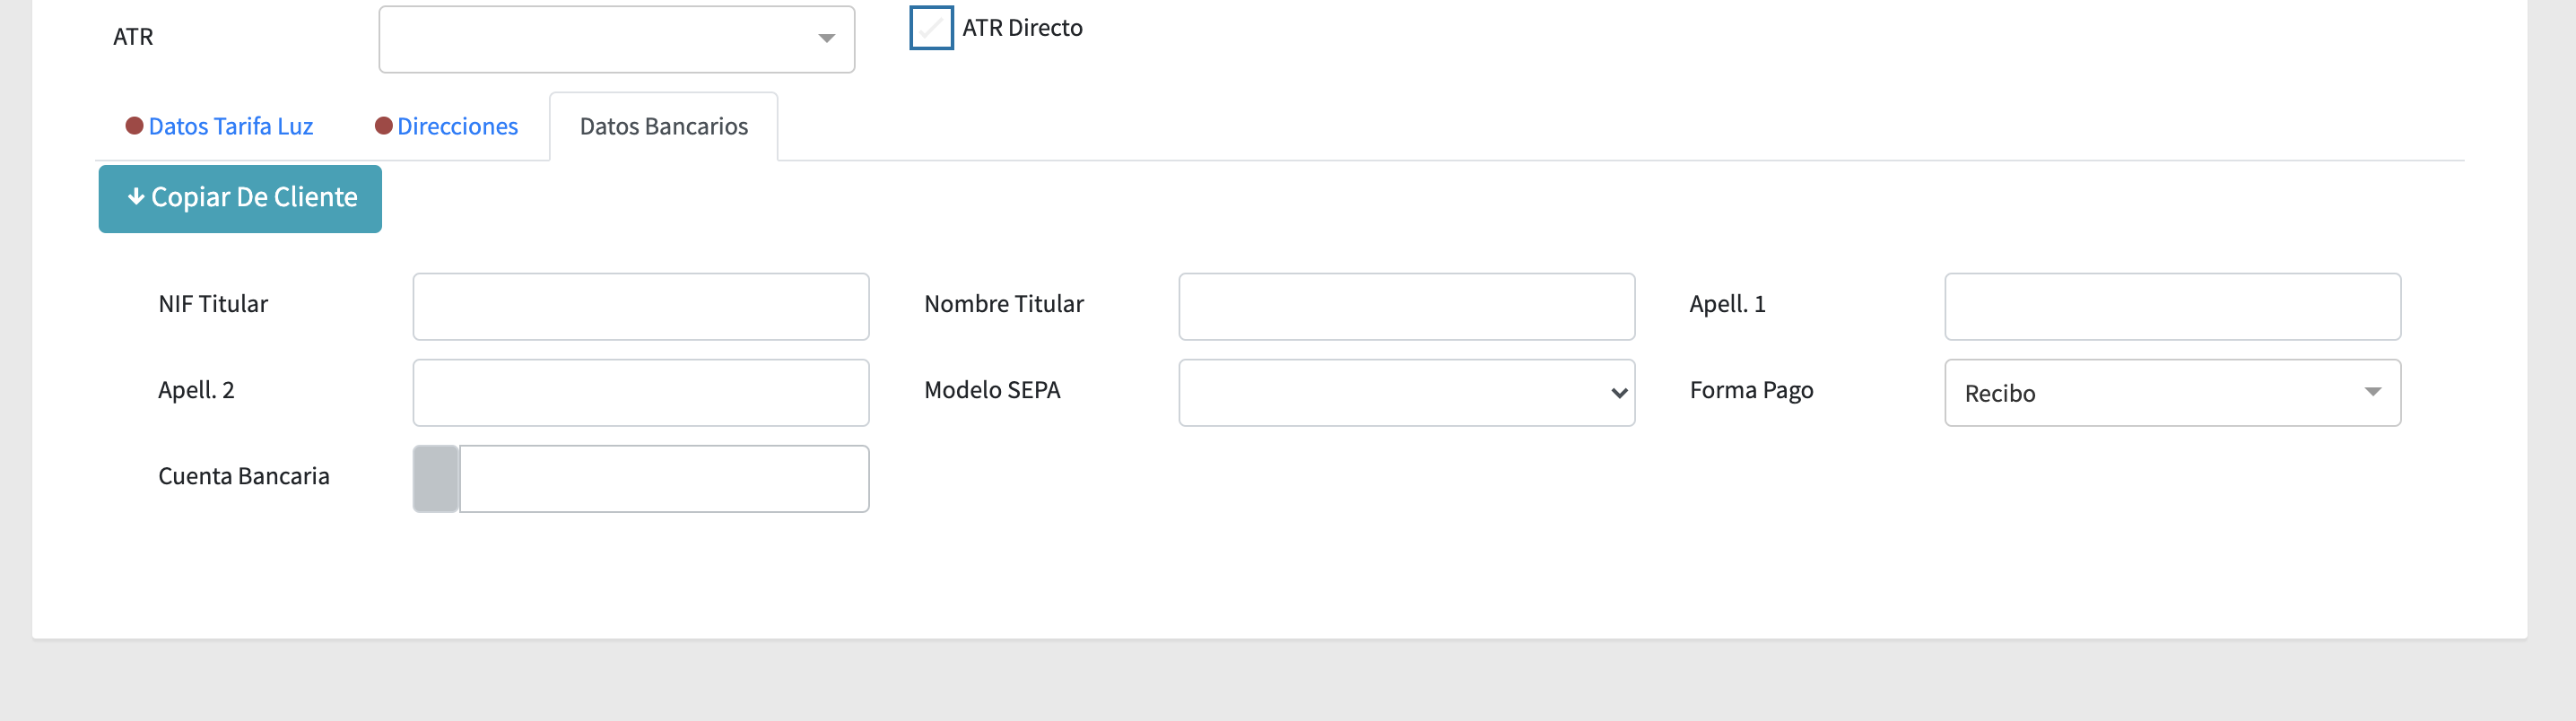 ATR
ATR Directo
Datos Tarifa Luz
Direcciones
Datos Bancarios
Copiar De Cliente
NIF Titular
Nombre Titular
Apell. 1
Apell. 2
Modelo SEPA
Forma Pago
Recibo
Cuenta Bancaria